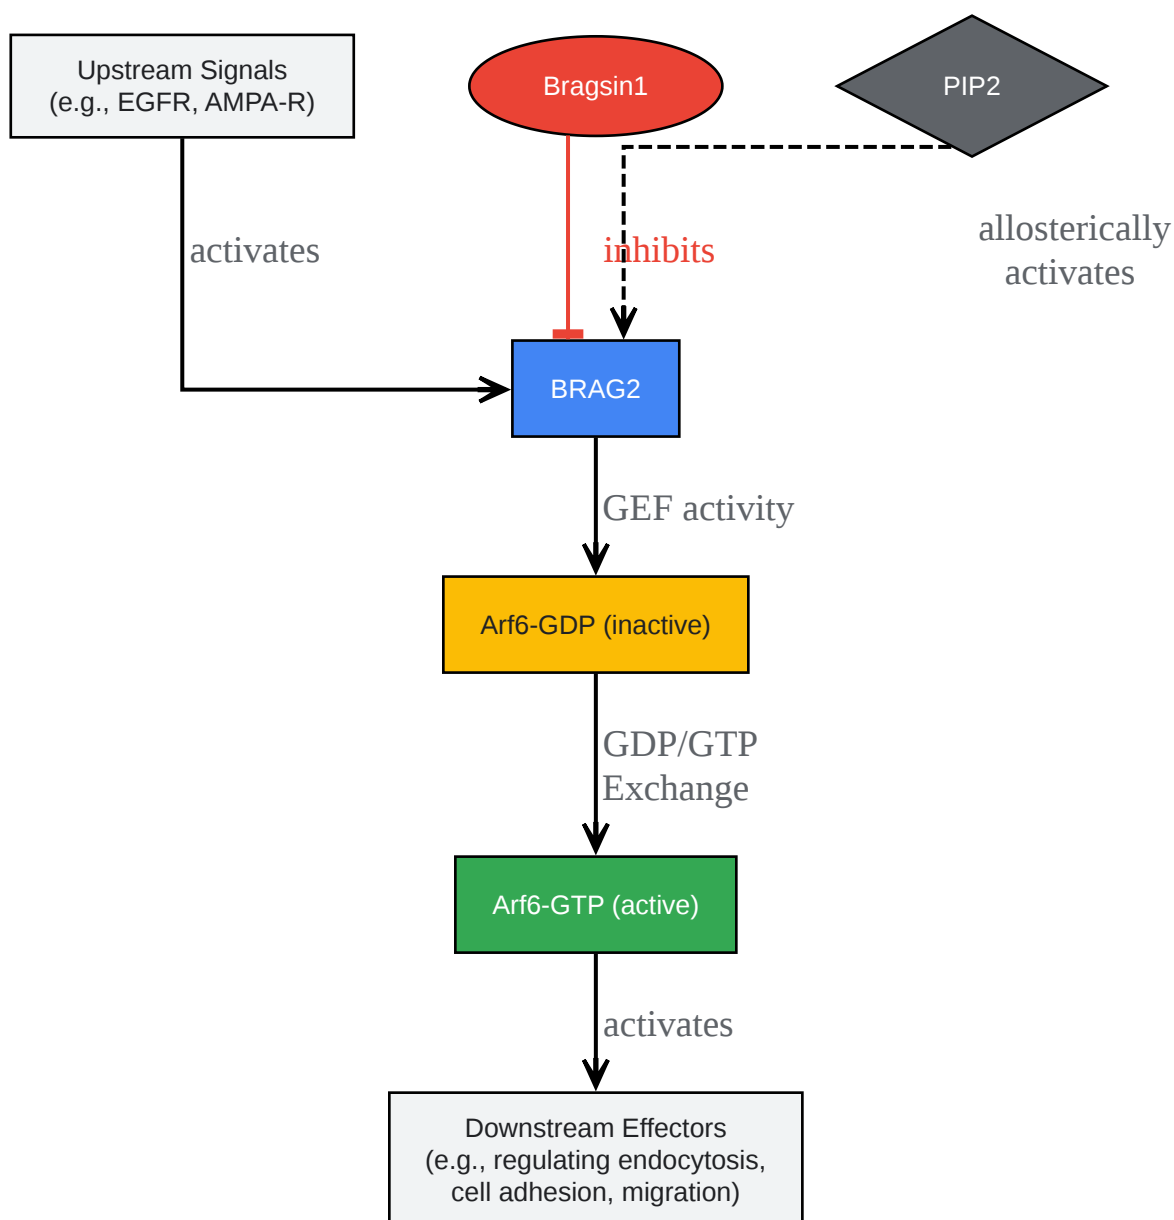 Upstream Signals
(e.g., EGFR, AMPA-R)
Bragsin1
PIP2
activates
inhibits
allosterically
activates
BRAG2
GEF activity
Arf6-GDP (inactive)
GDP/GTP
Exchange
Arf6-GTP (active)
activates
Downstream Effectors
(e.g., regulating endocytosis,
cell adhesion, migration)